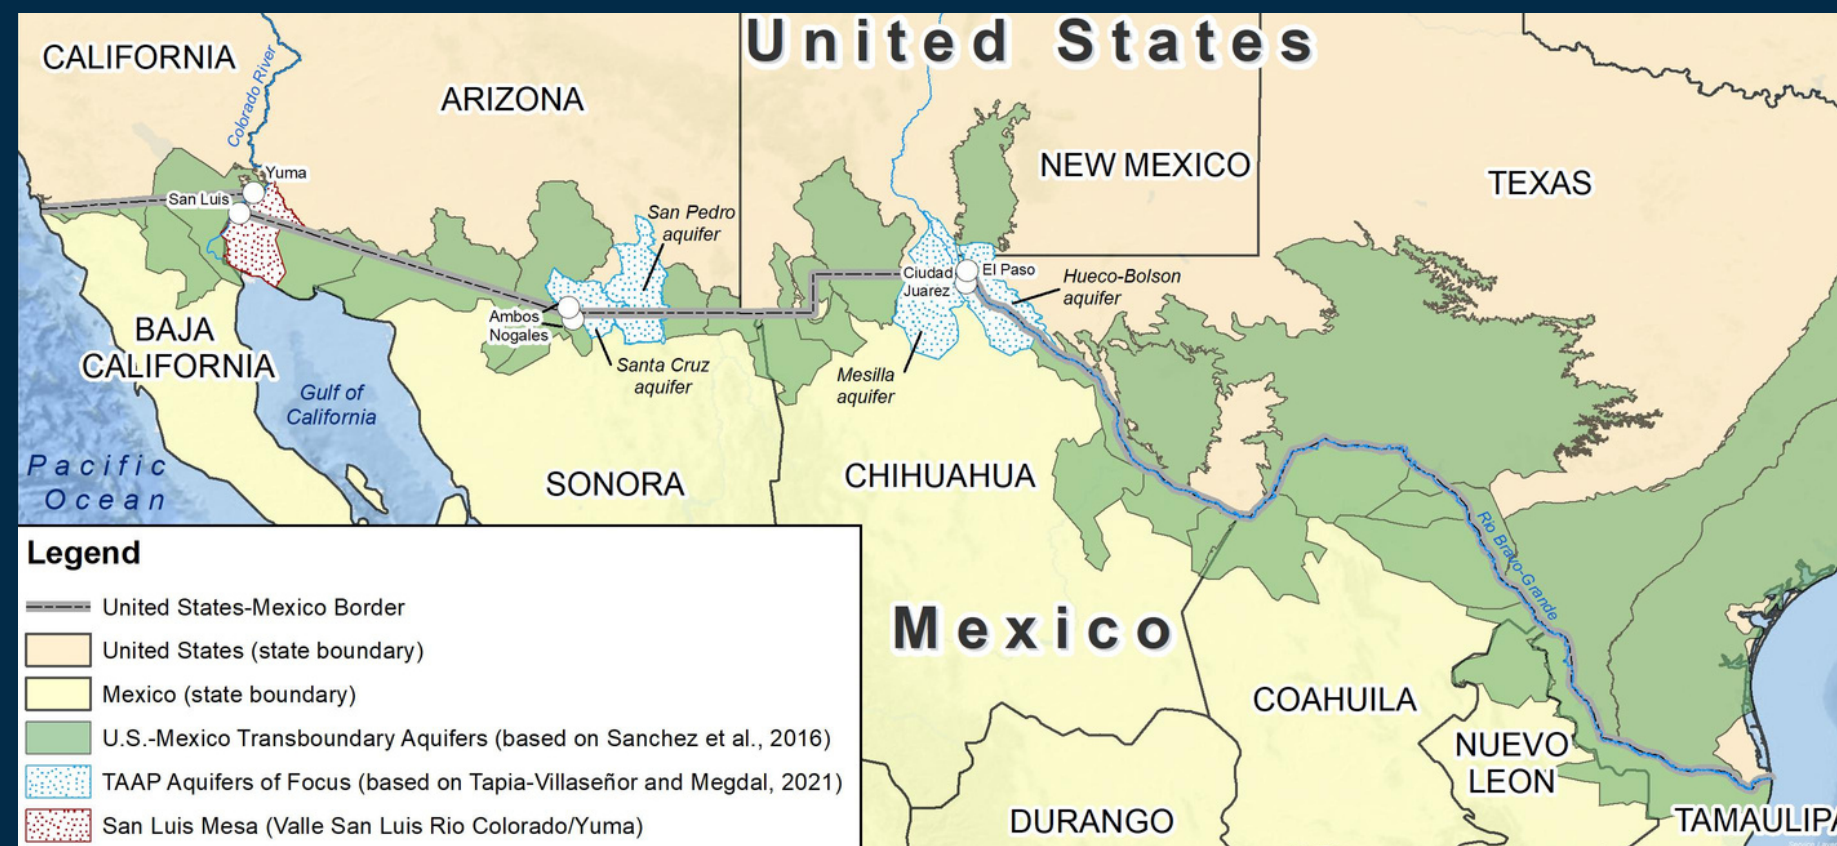 United States
CALIFORNIA
Colorado River
ARIZONA
NEW MEXICO
TEXAS
Yuma
San Luis
San Pedro
aquifer
Ciudad
Juarez
El Paso
Hueco-Bolson
aquifer
Ambos
Nogales
Santa Cruz
aquifer
Mesilla
aquifer
BAJA
CALIFORNIA
Gulf of
California
Pacific
Ocean
SONORA
CHIHUAHUA
Rio Bravo-Grande
Mexico
COAHUILA
NUEVO
LEON
DURANGO
TAMAULIPA
Legend
United States-Mexico Border
United States (state boundary)
Mexico (state boundary)
U.S.-Mexico Transboundary Aquifers (based on Sanchez et al., 2016)
TAAP Aquifers of Focus (based on Tapia-Villaseñor and Megdal, 2021)
San Luis Mesa (Valle San Luis Rio Colorado/Yuma)